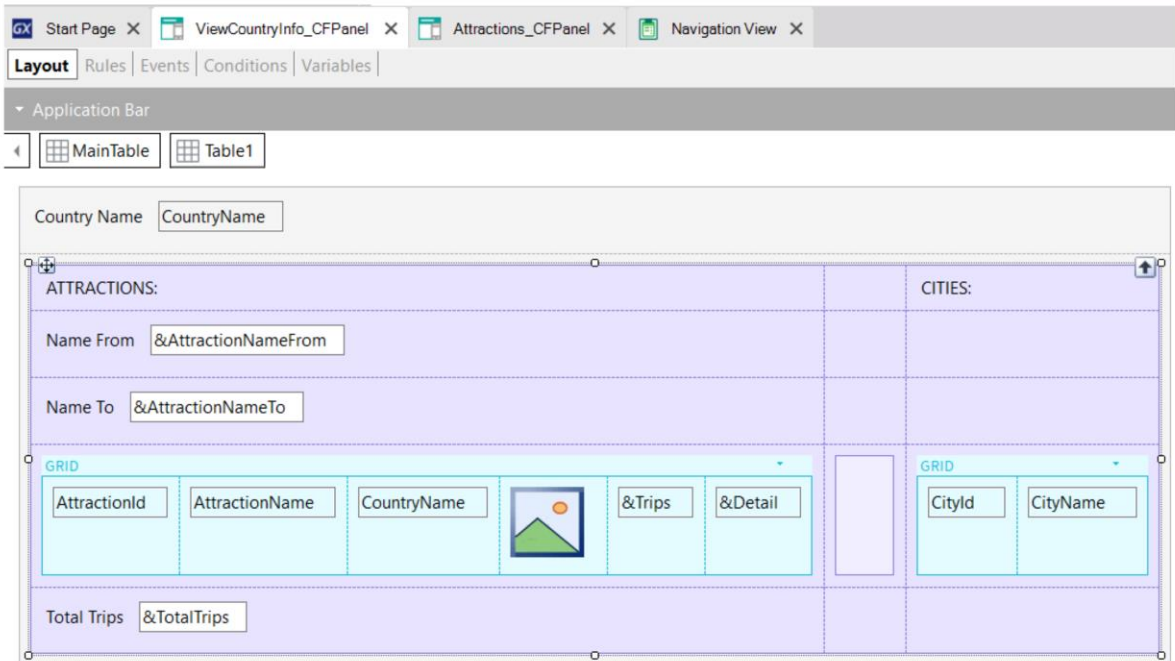 GX Start Page ViewCountryInfo_CFPanel Attractions_CFPanel Navigation View
Layout Rules Events Conditions Variables
Application Bar
MainTable Table1
Country Name CountryName
ATTRACTIONS: CITIES:
Name From &AttractionNameFrom
Name To &AttractionNameTo
GRID GRID
AttractionId AttractionName CountryName &Trips &Detail CityId CityName
Total Trips &TotalTrips